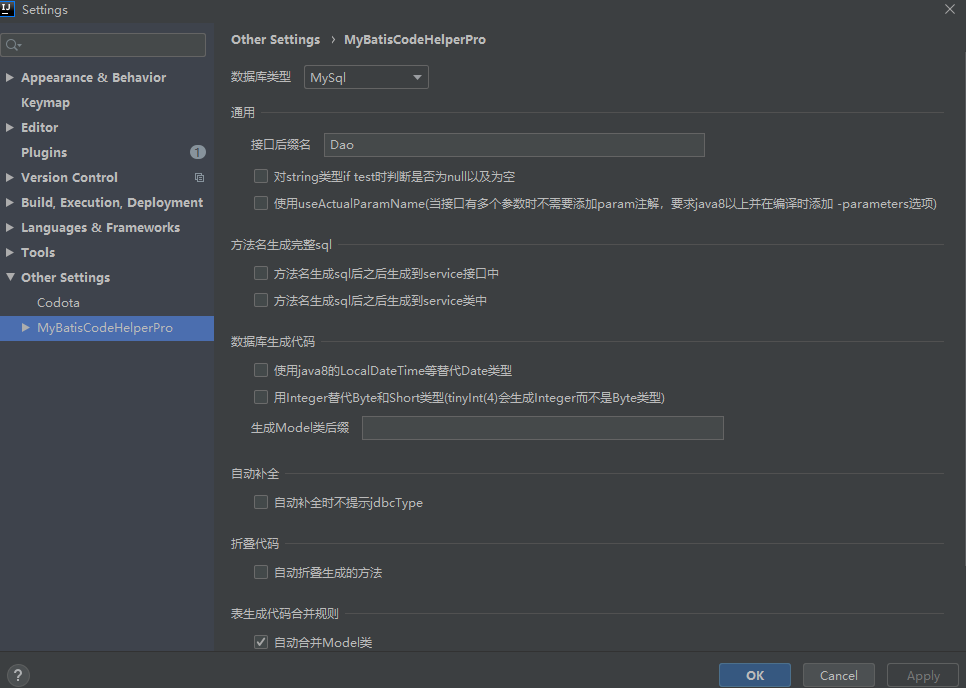 Settings
Appearance & Behavior
Keymap
Editor
Plugins 1
Version Control
Build, Execution, Deployment
Languages & Frameworks
Tools
Other Settings
Codota
MyBatisCodeHelperPro
Other Settings › MyBatisCodeHelperPro
数据库类型 MySql
通用
接口后缀名 Dao
对string类型if test时判断是否为null以及为空
使用useActualParamName(当接口有多个参数时不需要添加param注解，要求java8以上并在编译时添加 -parameters选项)
方法名生成完整sql
方法名生成sql后之后生成到service接口中
方法名生成sql后之后生成到service类中
数据库生成代码
使用java8的LocalDateTime等替代Date类型
用Integer替代Byte和Short类型(tinyInt(4)会生成Integer而不是Byte类型)
生成Model类后缀
自动补全
自动补全时不提示jdbcType
折叠代码
自动折叠生成的方法
表生成代码合并规则
自动合并Model类
? OK Cancel Apply